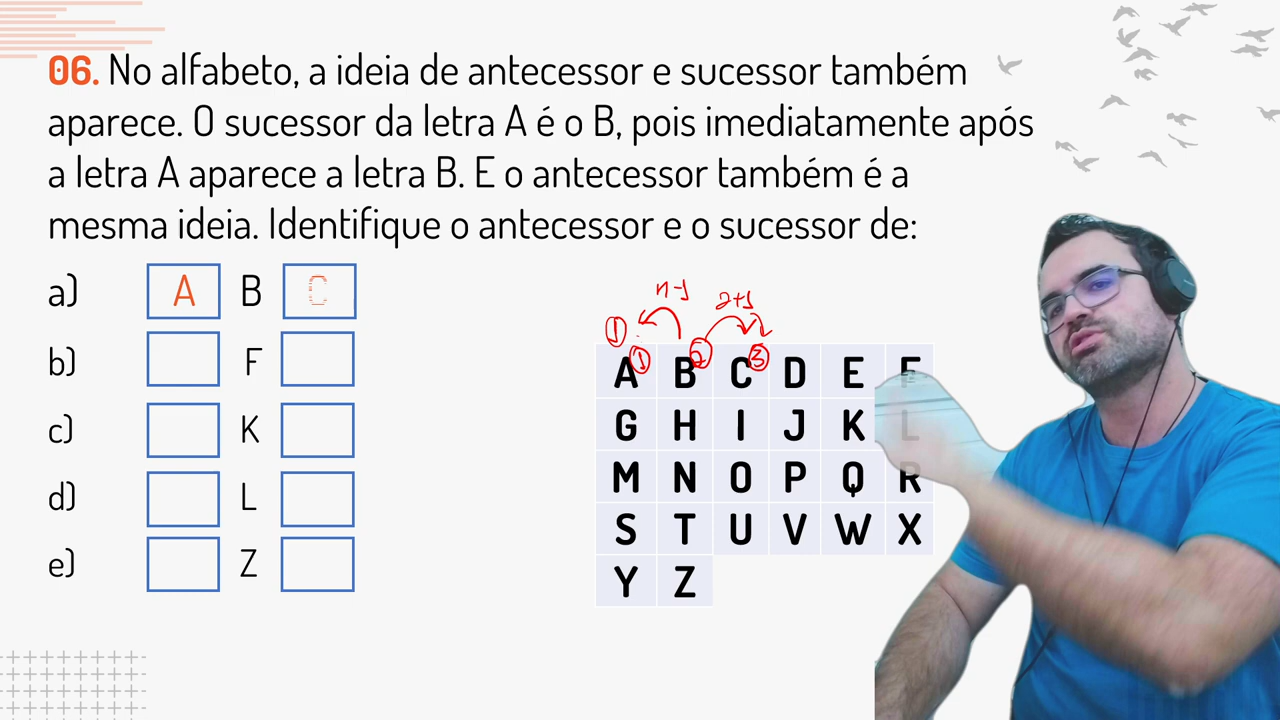 06. No alfabeto, a ideia de antecessor e sucessor também
aparece. O sucessor da letra A é o B, pois imediatamente após
a letra A aparece a letra B. E o antecessor também é a
mesma ideia. Identifique o antecessor e o sucessor de:
a) A B C
b) F
c) K
d) L
e) Z
n-1 2+1
1 1 2 3
A B C D E F
G H I J K L
M N O P Q R
S T U V W X
Y Z